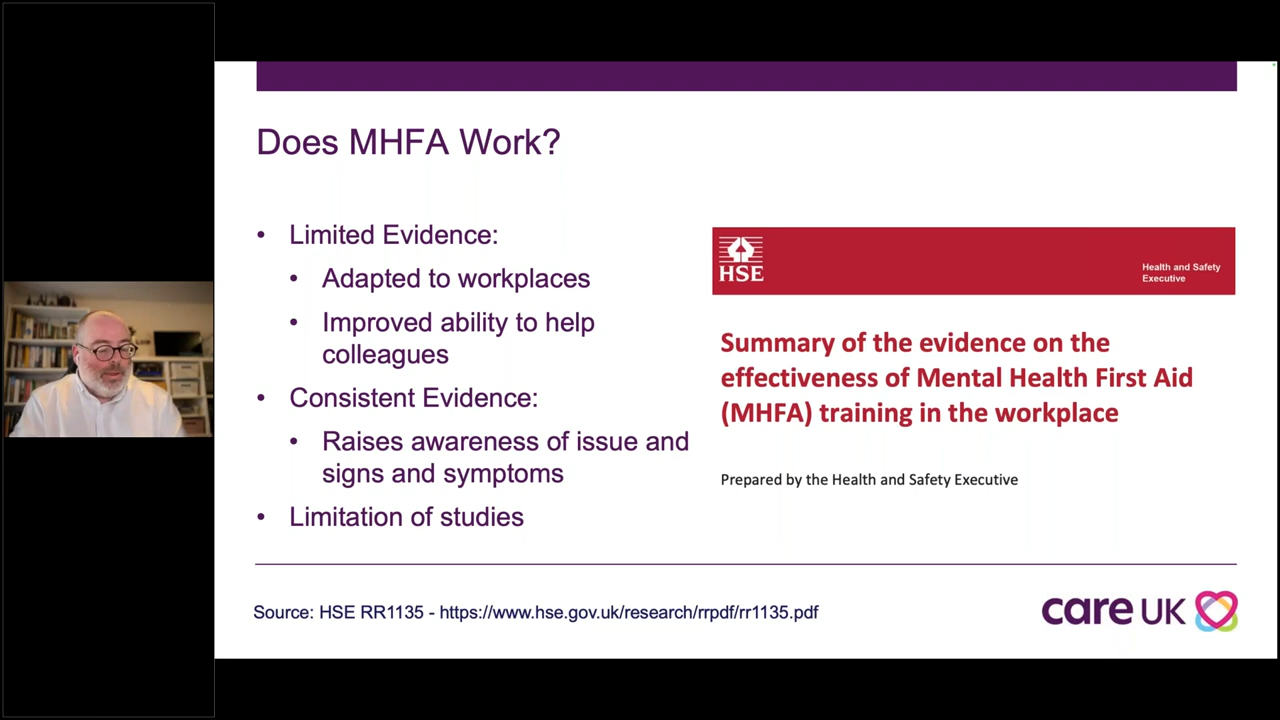 Does MHFA Work?
• Limited Evidence:
• Adapted to workplaces
• Improved ability to help
colleagues
• Consistent Evidence:
• Raises awareness of issue and
signs and symptoms
• Limitation of studies
HSE
Health and Safety
Executive
Summary of the evidence on the
effectiveness of Mental Health First Aid
(MHFA) training in the workplace
Prepared by the Health and Safety Executive
Source: HSE RR1135 - https://www.hse.gov.uk/research/rrpdf/rr1135.pdf
care UK